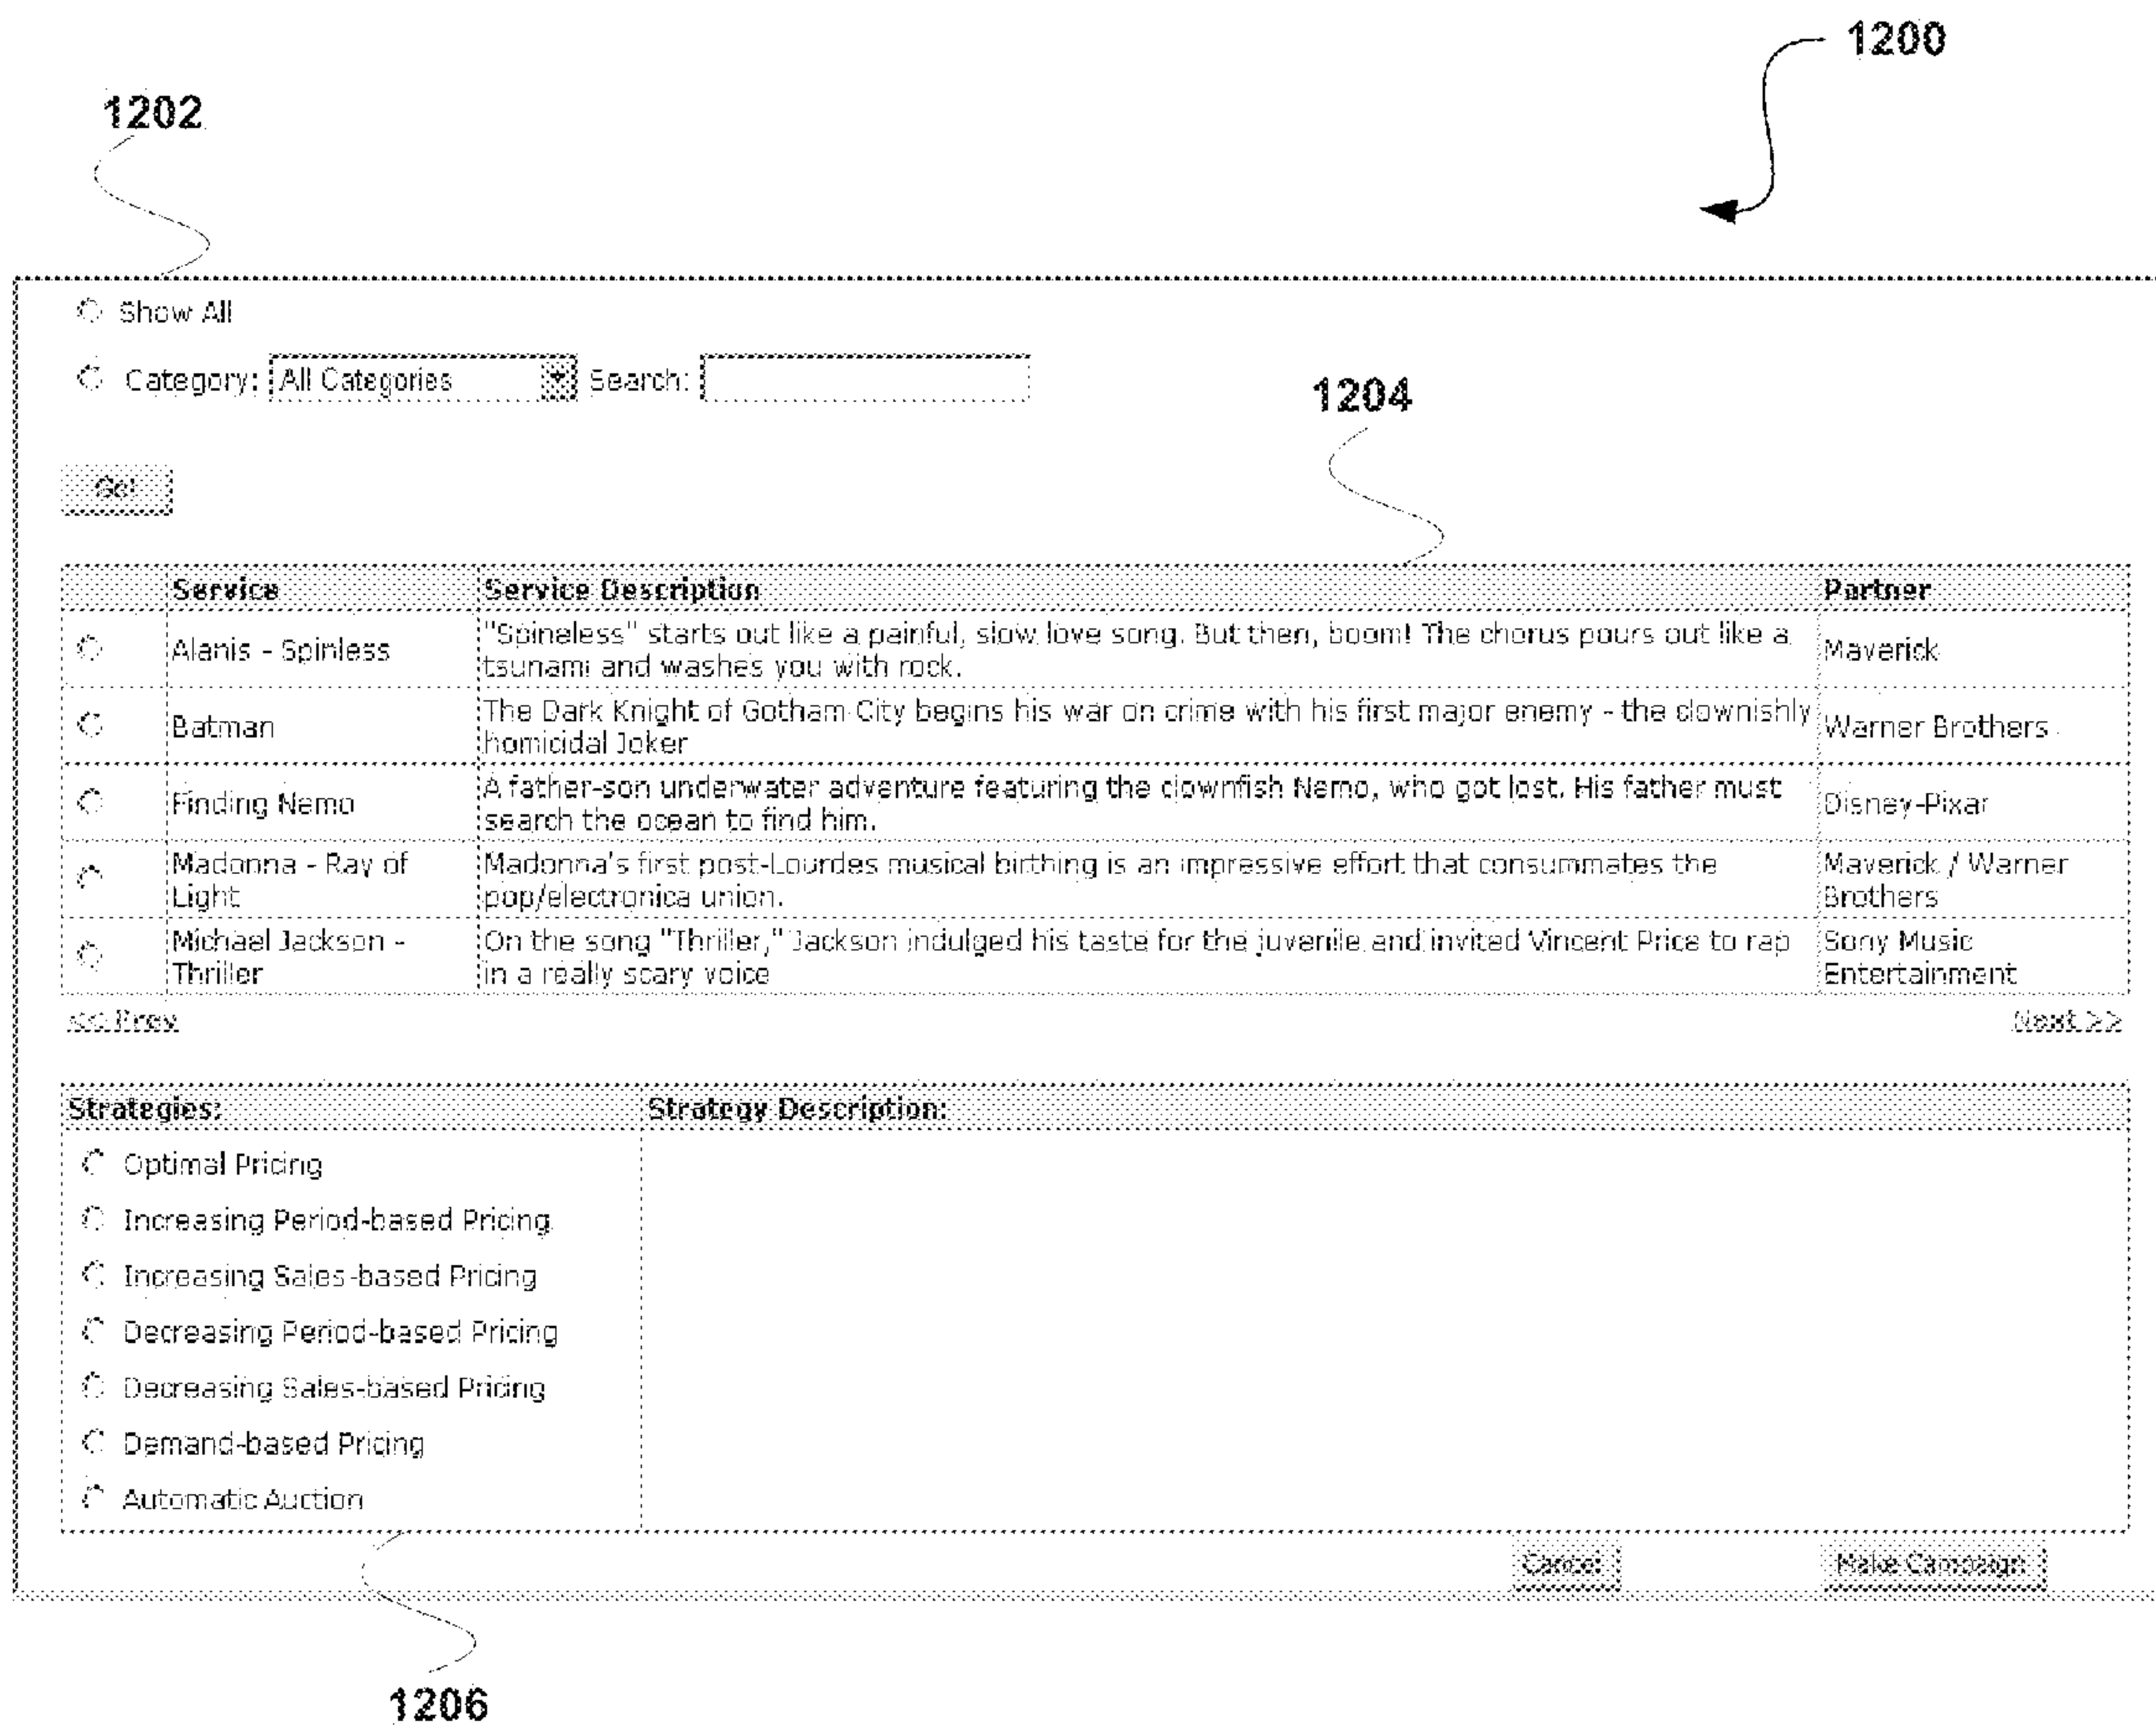 1200
1202
Show All
Category: All Categories Search:
1204
Go!
Service Service Description Partner
Alanis - Spinless "Spineless" starts out like a painful, slow love song. But then, boom! The chorus pours out like a tsunami and washes you with rock. Maverick
Batman The Dark Knight of Gotham City begins his war on crime with his first major enemy - the clownishly homicidal Joker Warner Brothers
Finding Nemo A father-son underwater adventure featuring the clownfish Nemo, who got lost. His father must search the ocean to find him. Disney-Pixar
Madonna - Ray of Light Madonna's first post-Lourdes musical birthing is an impressive effort that consummates the pop/electronica union. Maverick / Warner Brothers
Michael Jackson - Thriller On the song "Thriller," Jackson indulged his taste for the juvenile and invited Vincent Price to rap in a really scary voice Sony Music Entertainment
<< Prev Next >>
Strategies: Strategy Description:
Optimal Pricing
Increasing Period-based Pricing
Increasing Sales-based Pricing
Decreasing Period-based Pricing
Decreasing Sales-based Pricing
Demand-based Pricing
Automatic Auction
Cancel Make Campaign
1206